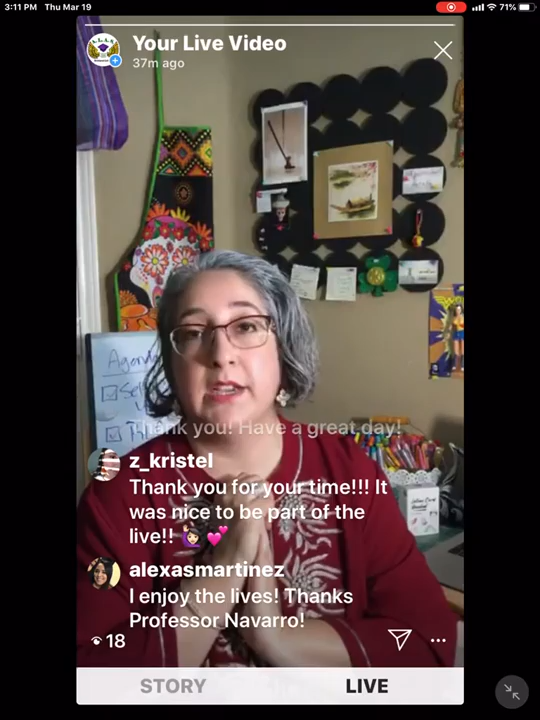 3:11 PM Thu Mar 19
71%
Your Live Video
37m ago
Agenda
Thank you! Have a great day!
z_kristel
Thank you for your time!!! It
was nice to be part of the
live!! 🙋🏻‍♀️ 💕
alexasmartinez
I enjoy the lives! Thanks
Professor Navarro!
18
STORY
LIVE